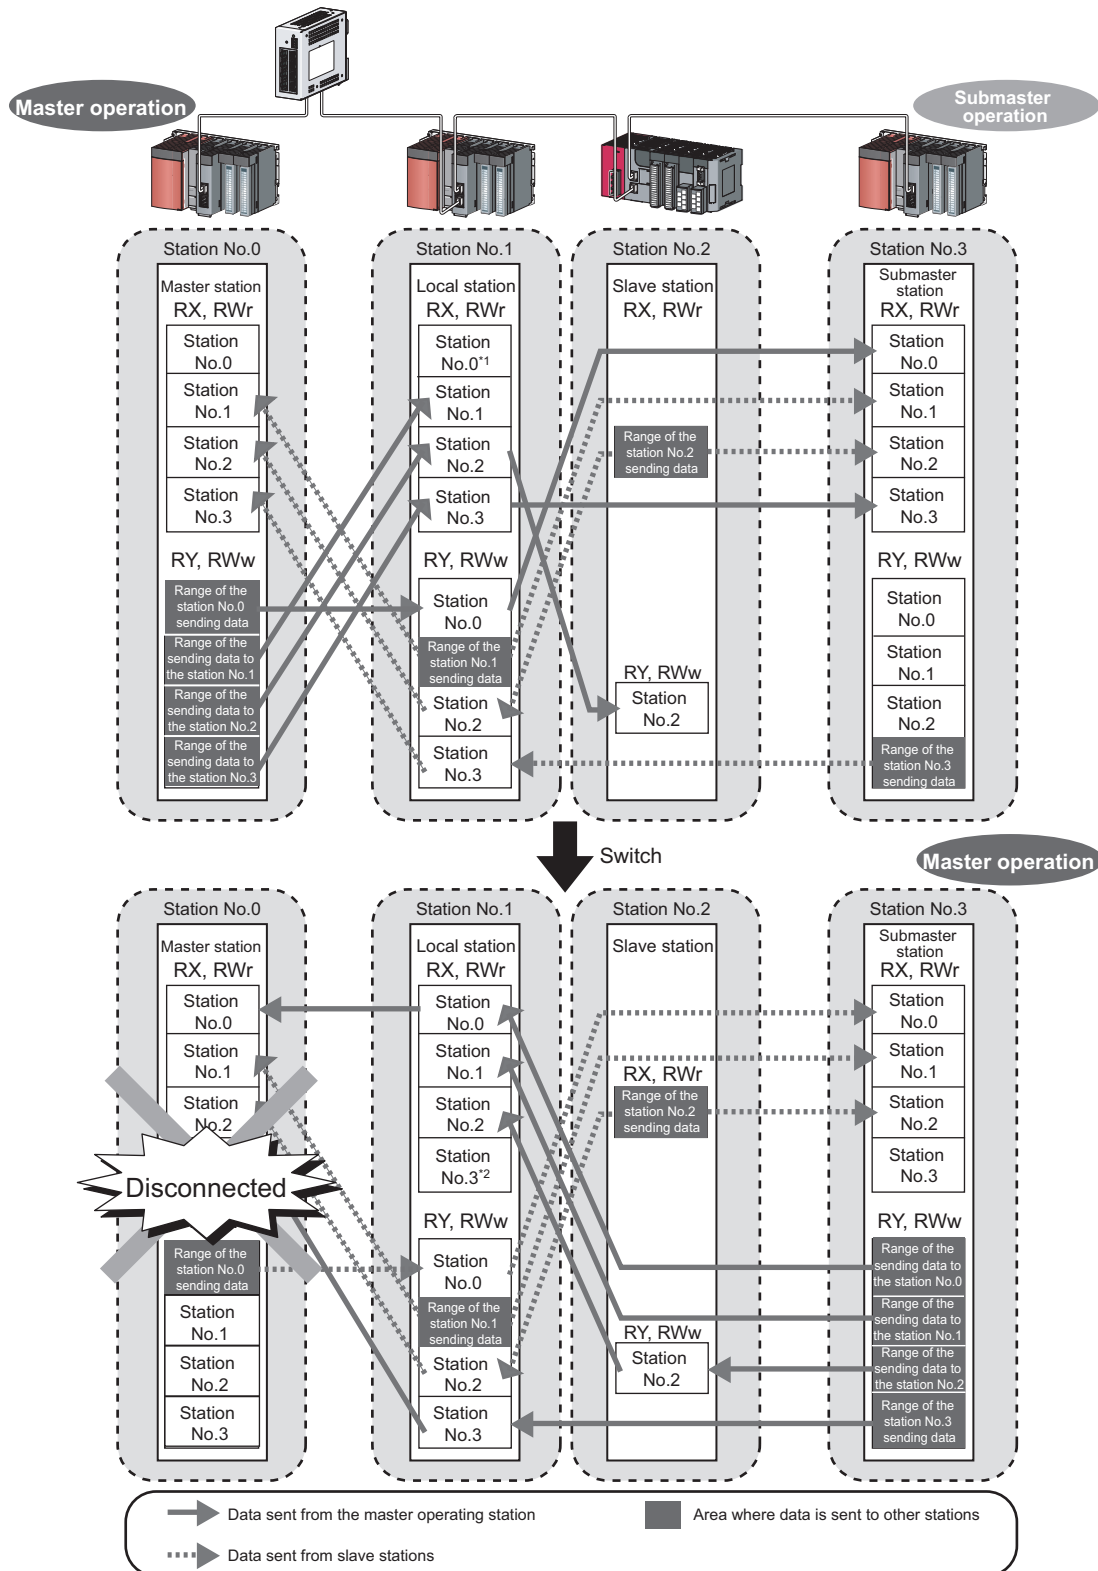 Master operation
Submaster
operation
Station No.0
Master station
RX, RWr
Station
No.0
Station
No.1
Station
No.2
Station
No.3
RY, RWw
Range of the
station No.0
sending data
Range of the
sending data to
the station No.1
Range of the
sending data to
the station No.2
Range of the
sending data to
the station No.3
Station No.1
Local station
RX, RWr
Station
No.0*1
Station
No.1
Station
No.2
Station
No.3
RY, RWw
Station
No.0
Range of the
station No.1
sending data
Station
No.2
Station
No.3
Station No.2
Slave station
RX, RWr
Range of the
station No.2
sending data
RY, RWw
Station
No.2
Station No.3
Submaster
station
RX, RWr
Station
No.0
Station
No.1
Station
No.2
Station
No.3
RY, RWw
Station
No.0
Station
No.1
Station
No.2
Range of the
station No.3
sending data
Switch
Master operation
Station No.0
Master station
RX, RWr
Station
No.0
Station
No.1
Station
No.2
Disconnected
Range of the
station No.0
sending data
Station
No.1
Station
No.2
Station
No.3
Station No.1
Local station
RX, RWr
Station
No.0
Station
No.1
Station
No.2
Station
No.3*2
RY, RWw
Station
No.0
Range of the
station No.1
sending data
Station
No.2
Station
No.3
Station No.2
Slave station
RX, RWr
Range of the
station No.2
sending data
RY, RWw
Station
No.2
Station No.3
Submaster
station
RX, RWr
Station
No.0
Station
No.1
Station
No.2
Station
No.3
RY, RWw
Range of the
sending data to
the station No.0
Range of the
sending data to
the station No.1
Range of the
sending data to
the station No.2
Range of the
station No.3
sending data
Data sent from the master operating station
Area where data is sent to other stations
Data sent from slave stations